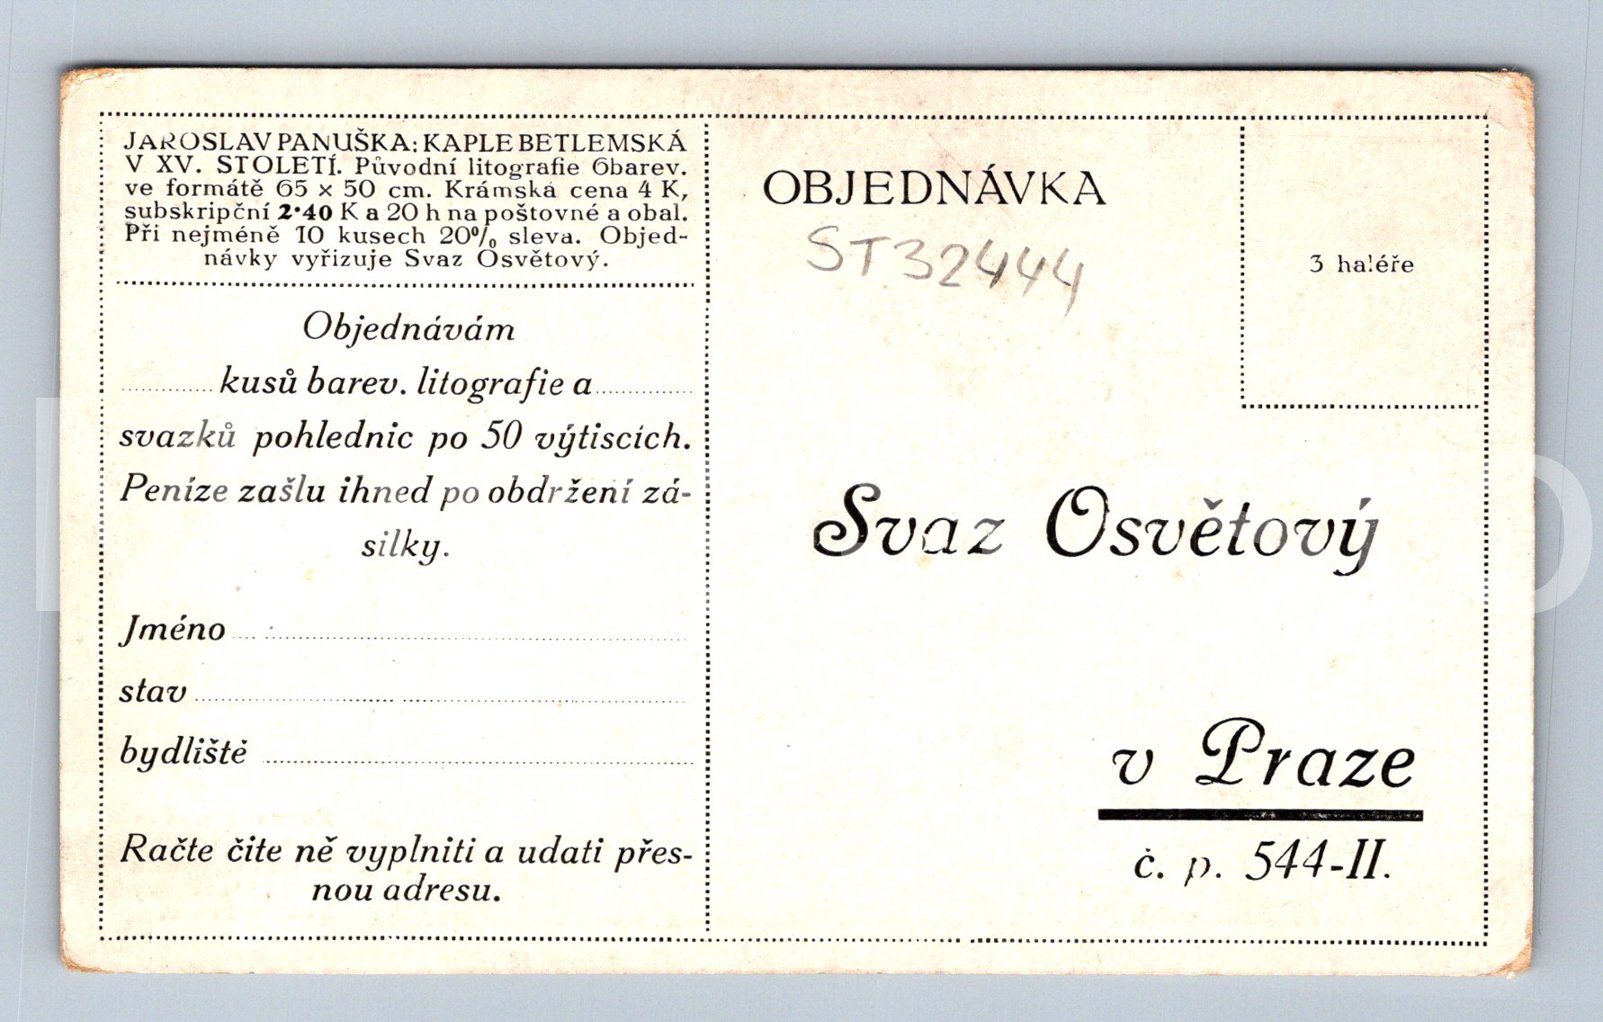 JAROSLAV PANUŠKA: KAPLE BETLEMSKÁ
V XV. STOLETÍ. Původní litografie 6barev.
ve formátě 65 × 50 cm. Krámská cena 4 K,
subskripční 2·40 K a 20 h na poštovné a obal.
Při nejméně 10 kusech 20% sleva. Objed-
návky vyřizuje Svaz Osvětový.
Objednávám
kusů barev. litografie a
svazků pohlednic po 50 výtiscích.
Peníze zašlu ihned po obdržení zá-
silky.
Jméno
stav
bydliště
Račte čite ně vyplniti a udati přes-
nou adresu.
OBJEDNÁVKA
ST32444
3 haléře
Svaz Osvětový
v Praze
č. p. 544-II.